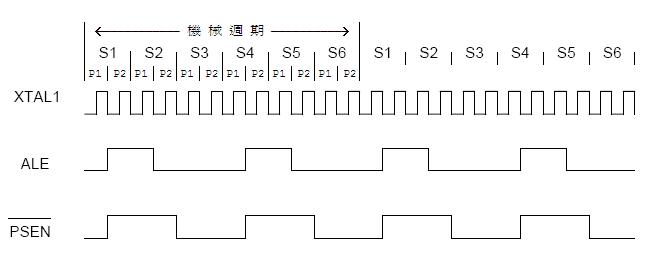 機械週期
S1 S2 S3 S4 S5 S6 S1 S2 S3 S4 S5 S6
P1 P2 P1 P2 P1 P2 P1 P2 P1 P2 P1 P2
XTAL1
ALE
PSEN